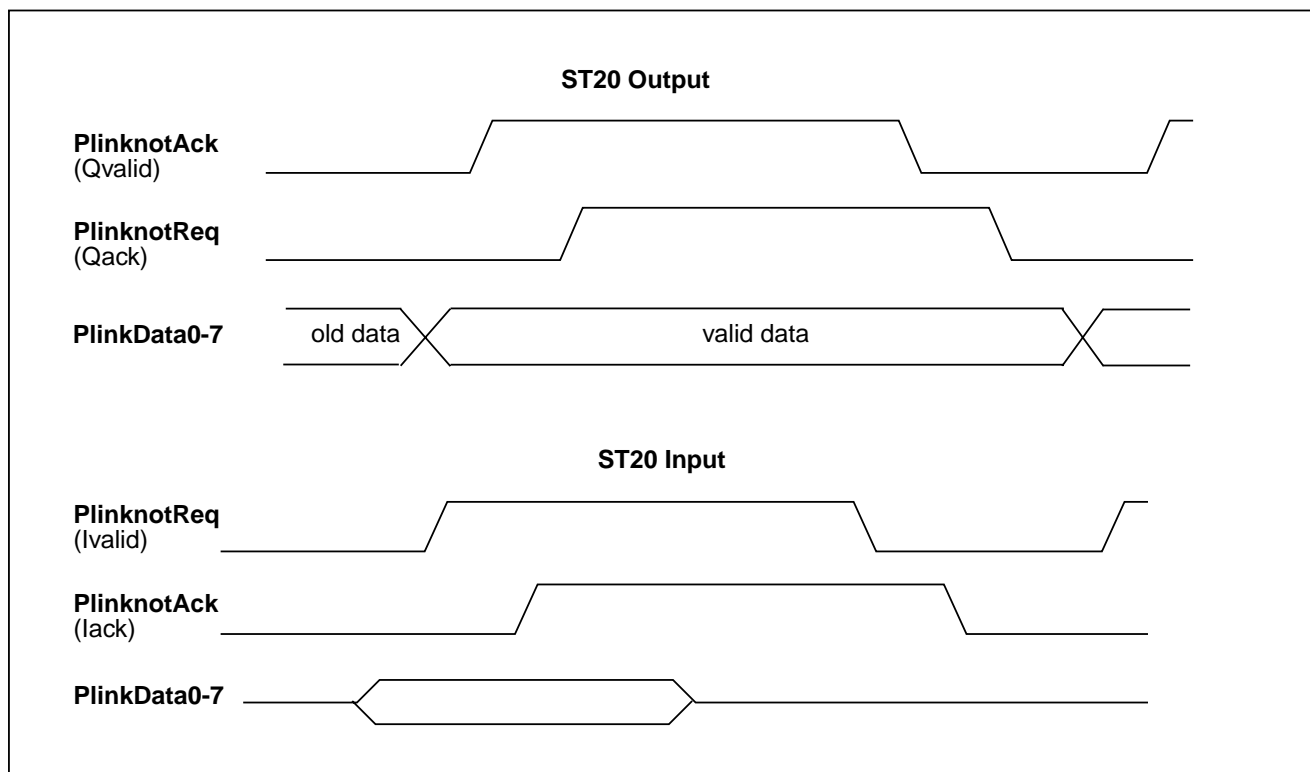 ST20 Output
PlinknotAck
(Qvalid)
PlinknotReq
(Qack)
PlinkData0-7
old data
valid data
ST20 Input
PlinknotReq
(Ivalid)
PlinknotAck
(Iack)
PlinkData0-7